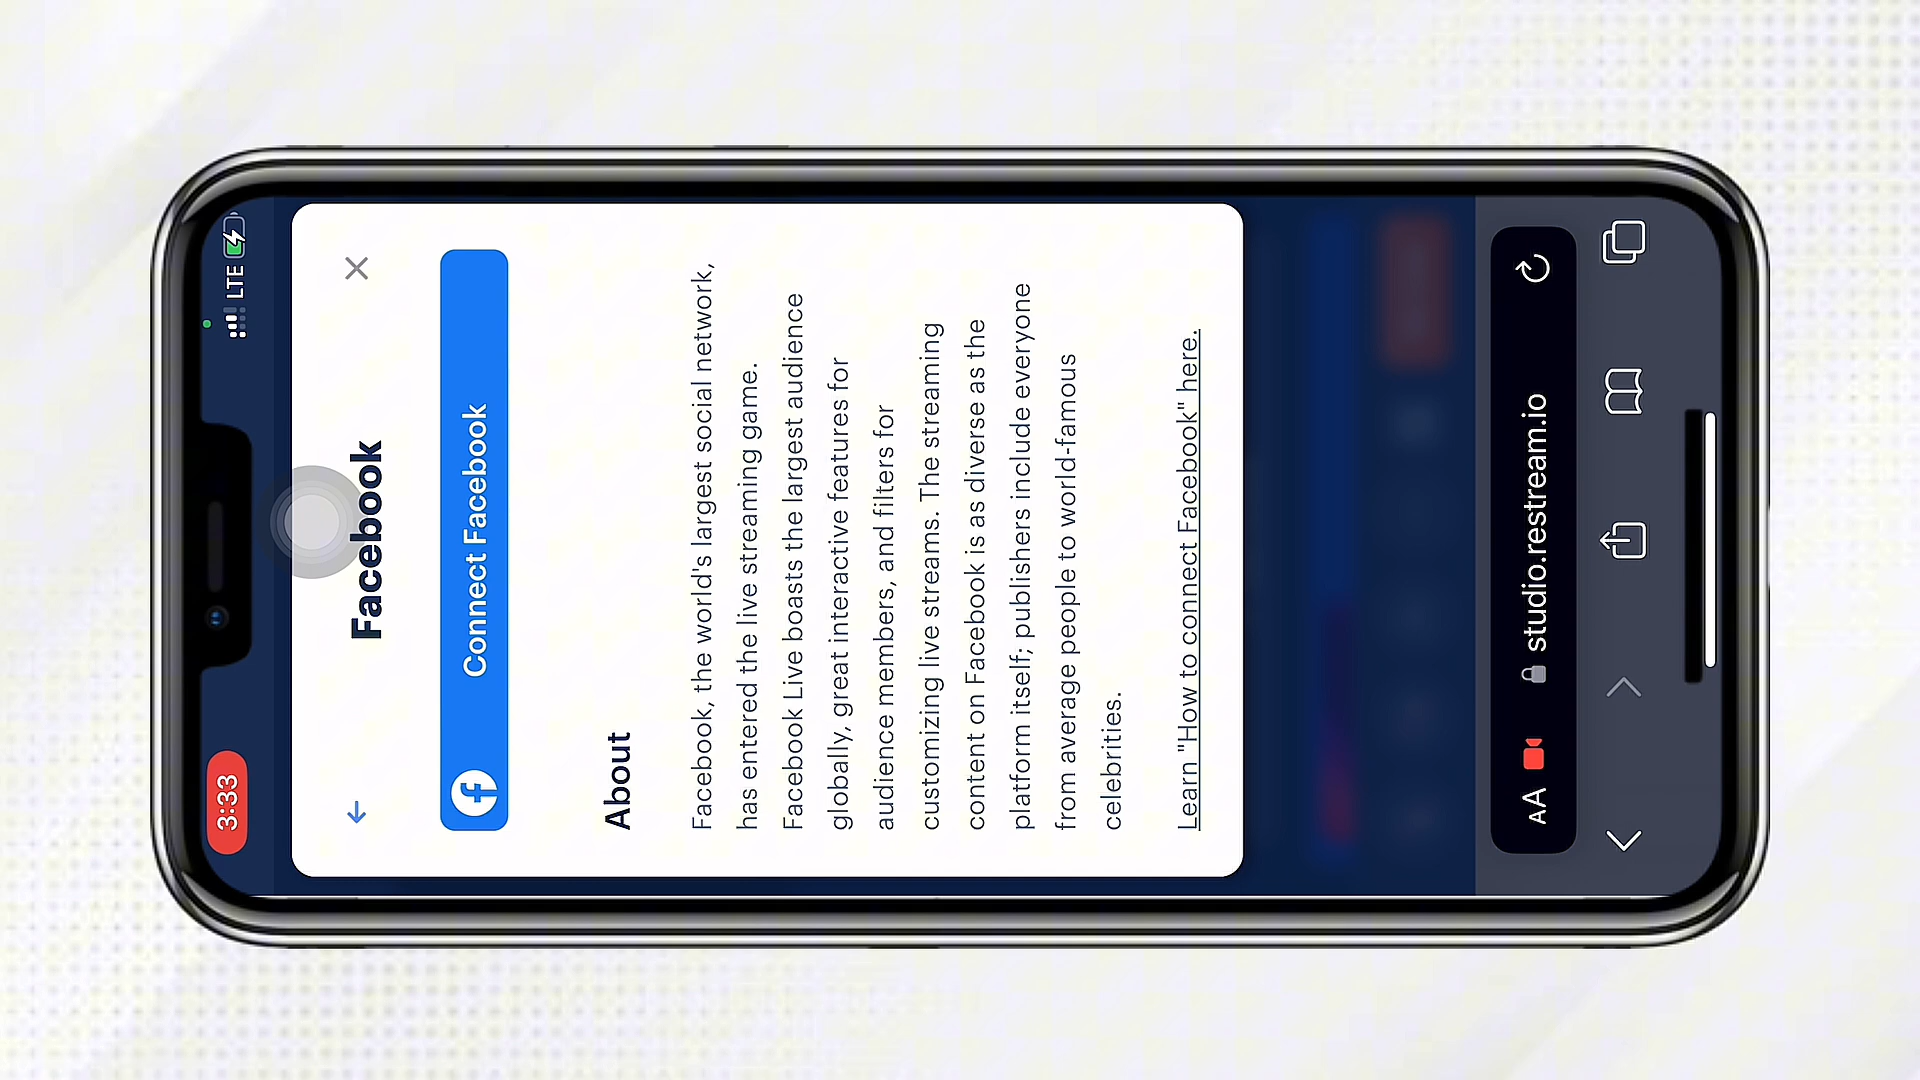 3:33
LTE
Facebook
Connect Facebook
About
Facebook, the world's largest social network,
has entered the live streaming game.
Facebook Live boasts the largest audience
globally, great interactive features for
audience members, and filters for
customizing live streams. The streaming
content on Facebook is as diverse as the
platform itself; publishers include everyone
from average people to world-famous
celebrities.
Learn "How to connect Facebook" here.
AA studio.restream.io